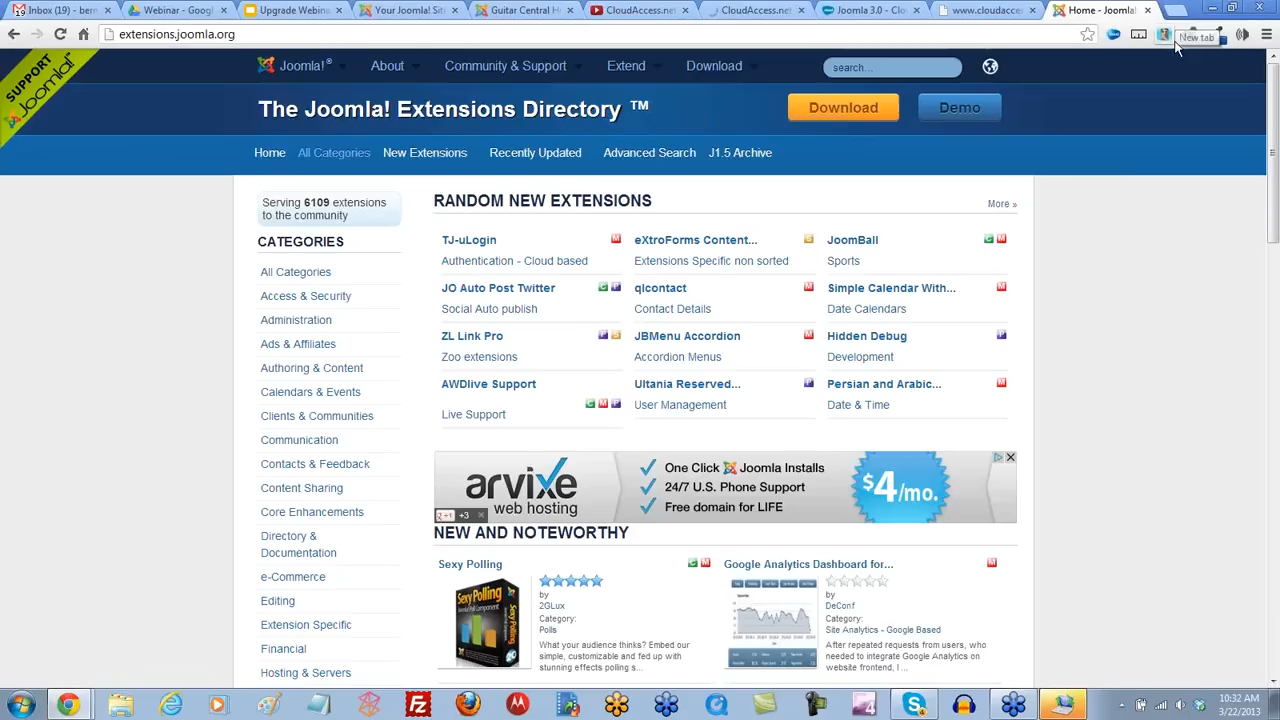 Inbox (19) - bern
Webinar - Googl
Upgrade Webina
Your Joomla! Sit
Guitar Central H
CloudAccess.net
CloudAccess.net
Joomla 3.0 - Clo
www.cloudacces
Home - Joomla!
extensions.joomla.org
New tab
SUPPORT
Joomla!
Joomla!®
About
Community & Support
Extend
Download
search...
The Joomla! Extensions Directory ™
Download
Demo
Home
All Categories
New Extensions
Recently Updated
Advanced Search
J1.5 Archive
Serving 6109 extensions
to the community
CATEGORIES
All Categories
Access & Security
Administration
Ads & Affiliates
Authoring & Content
Calendars & Events
Clients & Communities
Communication
Contacts & Feedback
Content Sharing
Core Enhancements
Directory &
Documentation
e-Commerce
Editing
Extension Specific
Financial
Hosting & Servers
RANDOM NEW EXTENSIONS
More »
TJ-uLogin
M
Authentication - Cloud based
eXtroForms Content...
S
Extensions Specific non sorted
JoomBall
C M
Sports
JO Auto Post Twitter
C P
Social Auto publish
qlcontact
M
Contact Details
Simple Calendar With...
M
Date Calendars
ZL Link Pro
P S
Zoo extensions
JBMenu Accordion
M
Accordion Menus
Hidden Debug
P
Development
AWDlive Support
C M P
Live Support
Ultania Reserved...
P
User Management
Persian and Arabic...
M
Date & Time
arvixe
web hosting
One Click Joomla Installs
24/7 U.S. Phone Support
Free domain for LIFE
$4/mo.
+1 +3
NEW AND NOTEWORTHY
Sexy Polling
C M
Sexy Polling
by
2GLux
Category:
Polls
What your audience thinks? Embed our
simple, customizable and fed up with
stunning effects polling s...
Google Analytics Dashboard for...
M
by
DeConf
Category:
Site Analytics - Google Based
After repeated requests from users, who
needed to integrate Google Analytics on
website frontend, I ...
10:32 AM
3/22/2013